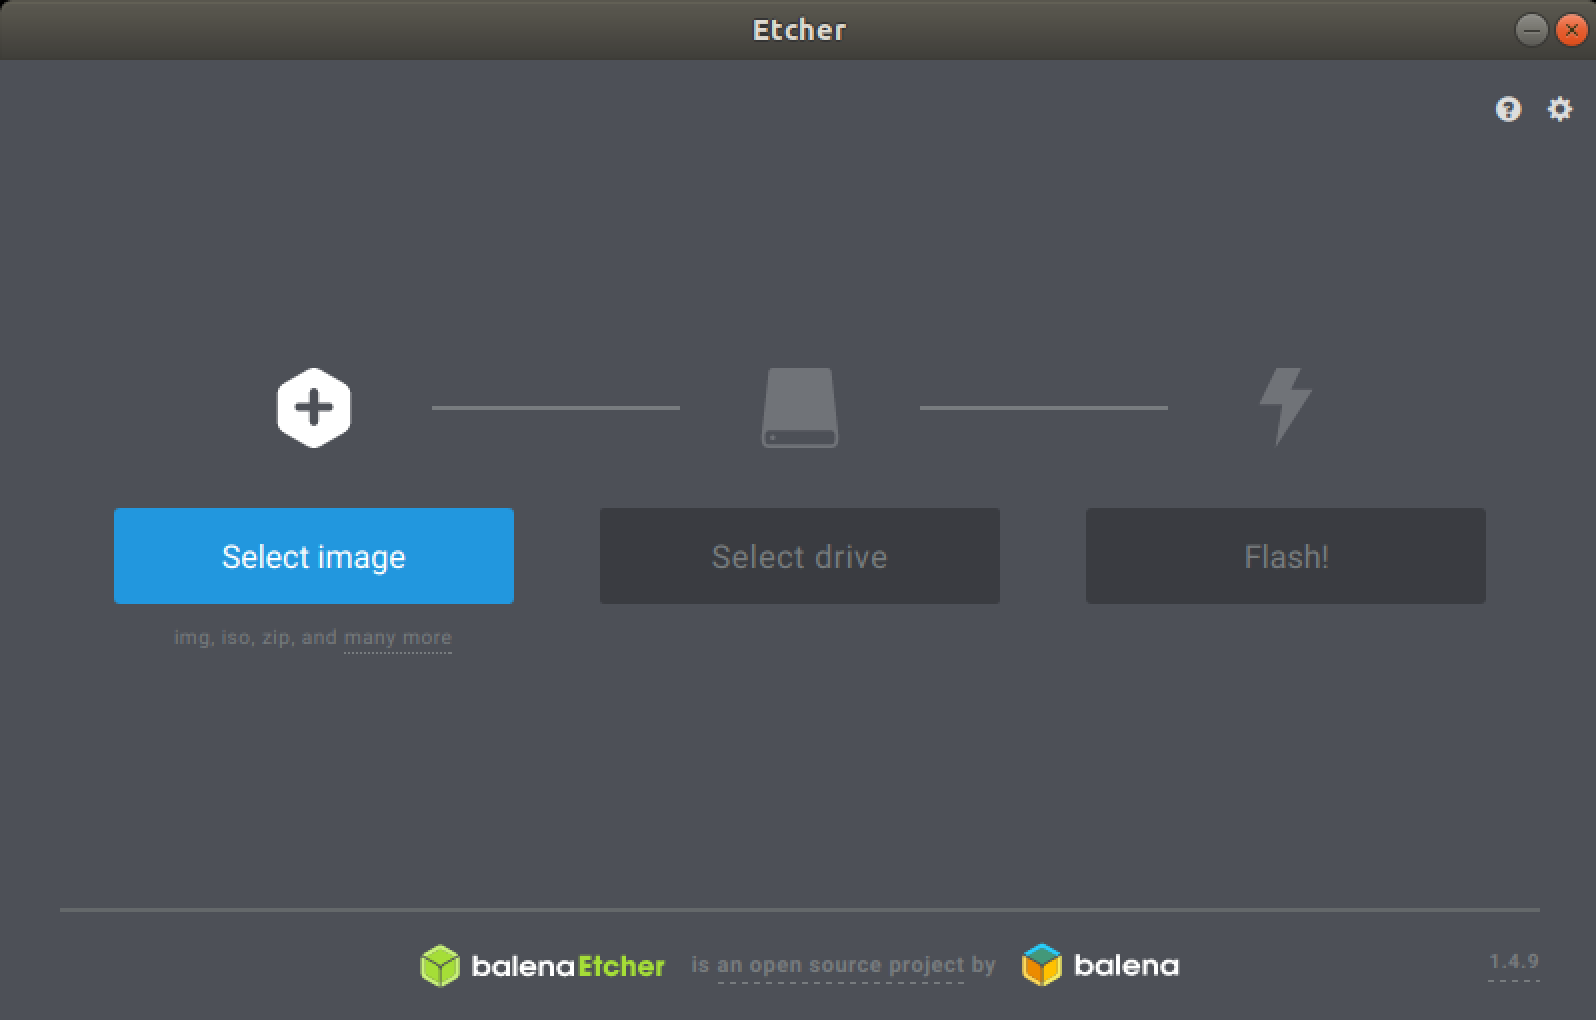 Etcher
Select image
Select drive
Flash!
img, iso, zip, and many more
balenaEtcher is an open source project by balena
1.4.9